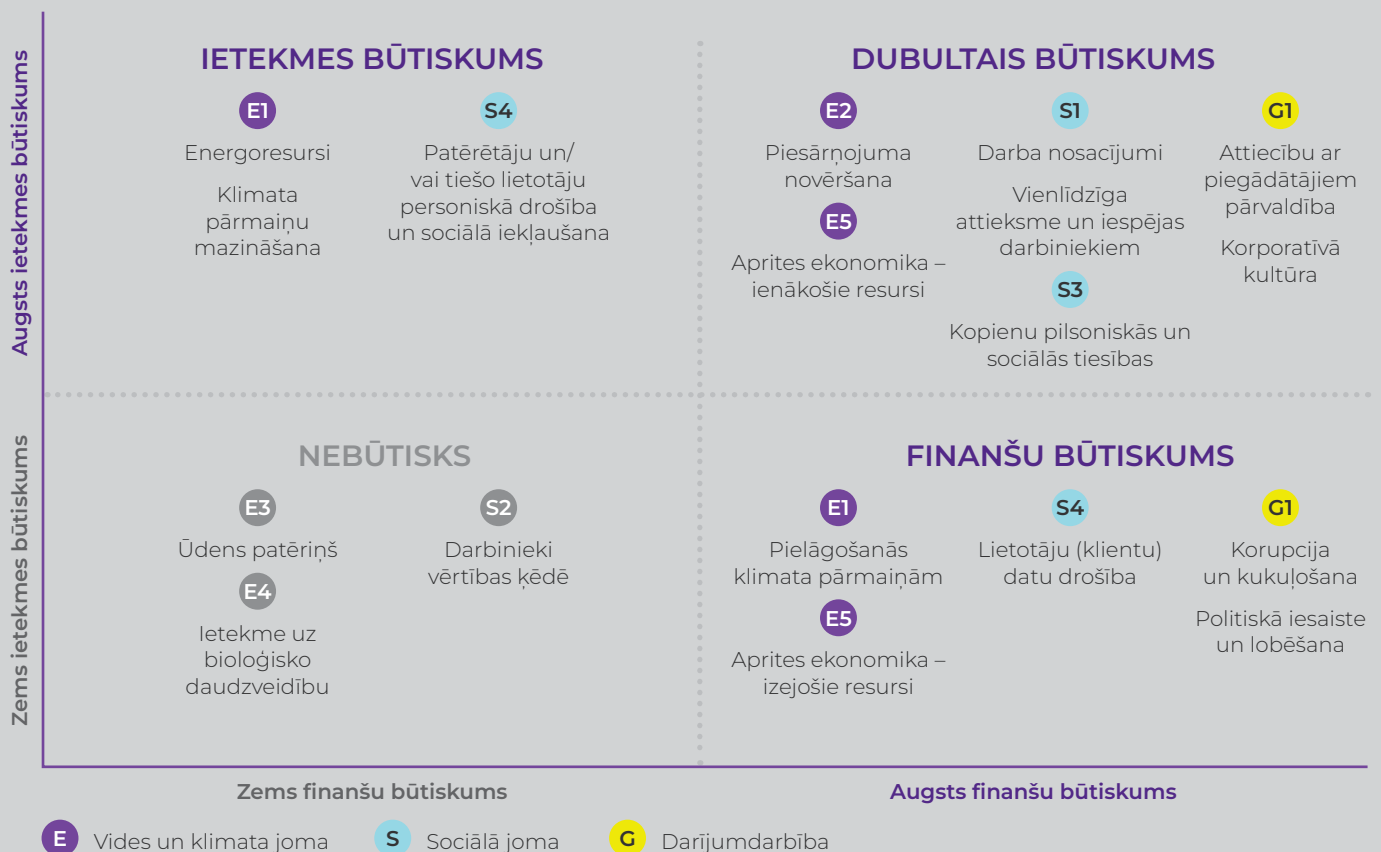 Augsts ietekmes būtiskums
IETEKMES BŪTISKUMS
E1
Energoresursi
Klimata
pārmaiņu
mazināšana
S4
Patērētāju un/
vai tiešo lietotāju
personiskā drošība
un sociālā iekļaušana
DUBULTAIS BŪTISKUMS
E2
Piesārņojuma
novēršana
E5
Aprites ekonomika –
ienākošie resursi
S1
Darba nosacījumi
Vienlīdzīga
attieksme un iespējas
darbiniekiem
S3
Kopienu pilsoniskās un
sociālās tiesības
G1
Attiecību ar
piegādātājiem
pārvaldība
Korporatīvā
kultūra
Zems ietekmes būtiskums
NEBŪTISKS
E3
Ūdens patēriņš
E4
Ietekme uz
bioloģisko
daudzveidību
S2
Darbinieki
vērtības ķēdē
FINANŠU BŪTISKUMS
E1
Pielāgošanās
klimata pārmaiņām
E5
Aprites ekonomika –
izejošie resursi
S4
Lietotāju (klientu)
datu drošība
G1
Korupcija
un kukuļošana
Politiskā iesaiste
un lobēšana
Zems finanšu būtiskums
Augsts finanšu būtiskums
E Vides un klimata joma
S Sociālā joma
G Darījumdarbība